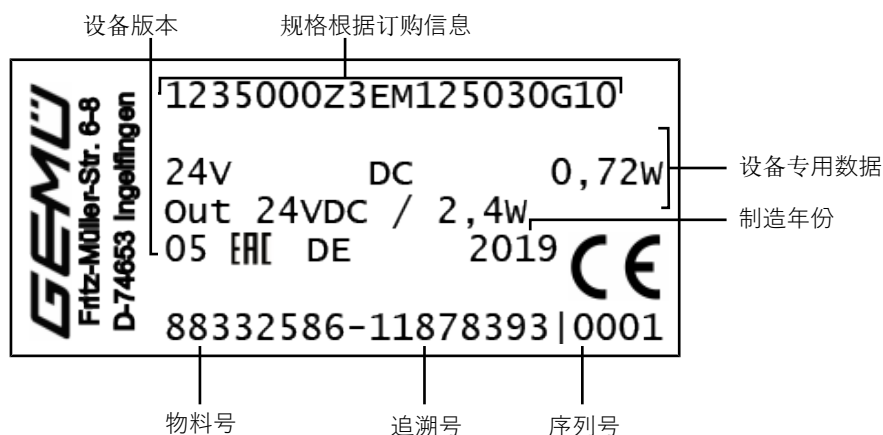 设备版本 规格根据订购信息
GEMÜ
Fritz-Müller-Str. 6-8
D-74653 Ingelfingen
1235000Z3EM125030G10
24V DC 0,72W
设备专用数据
Out 24VDC / 2,4W
制造年份
05 EAC DE 2019 CE
88332586-11878393|0001
物料号 追溯号 序列号